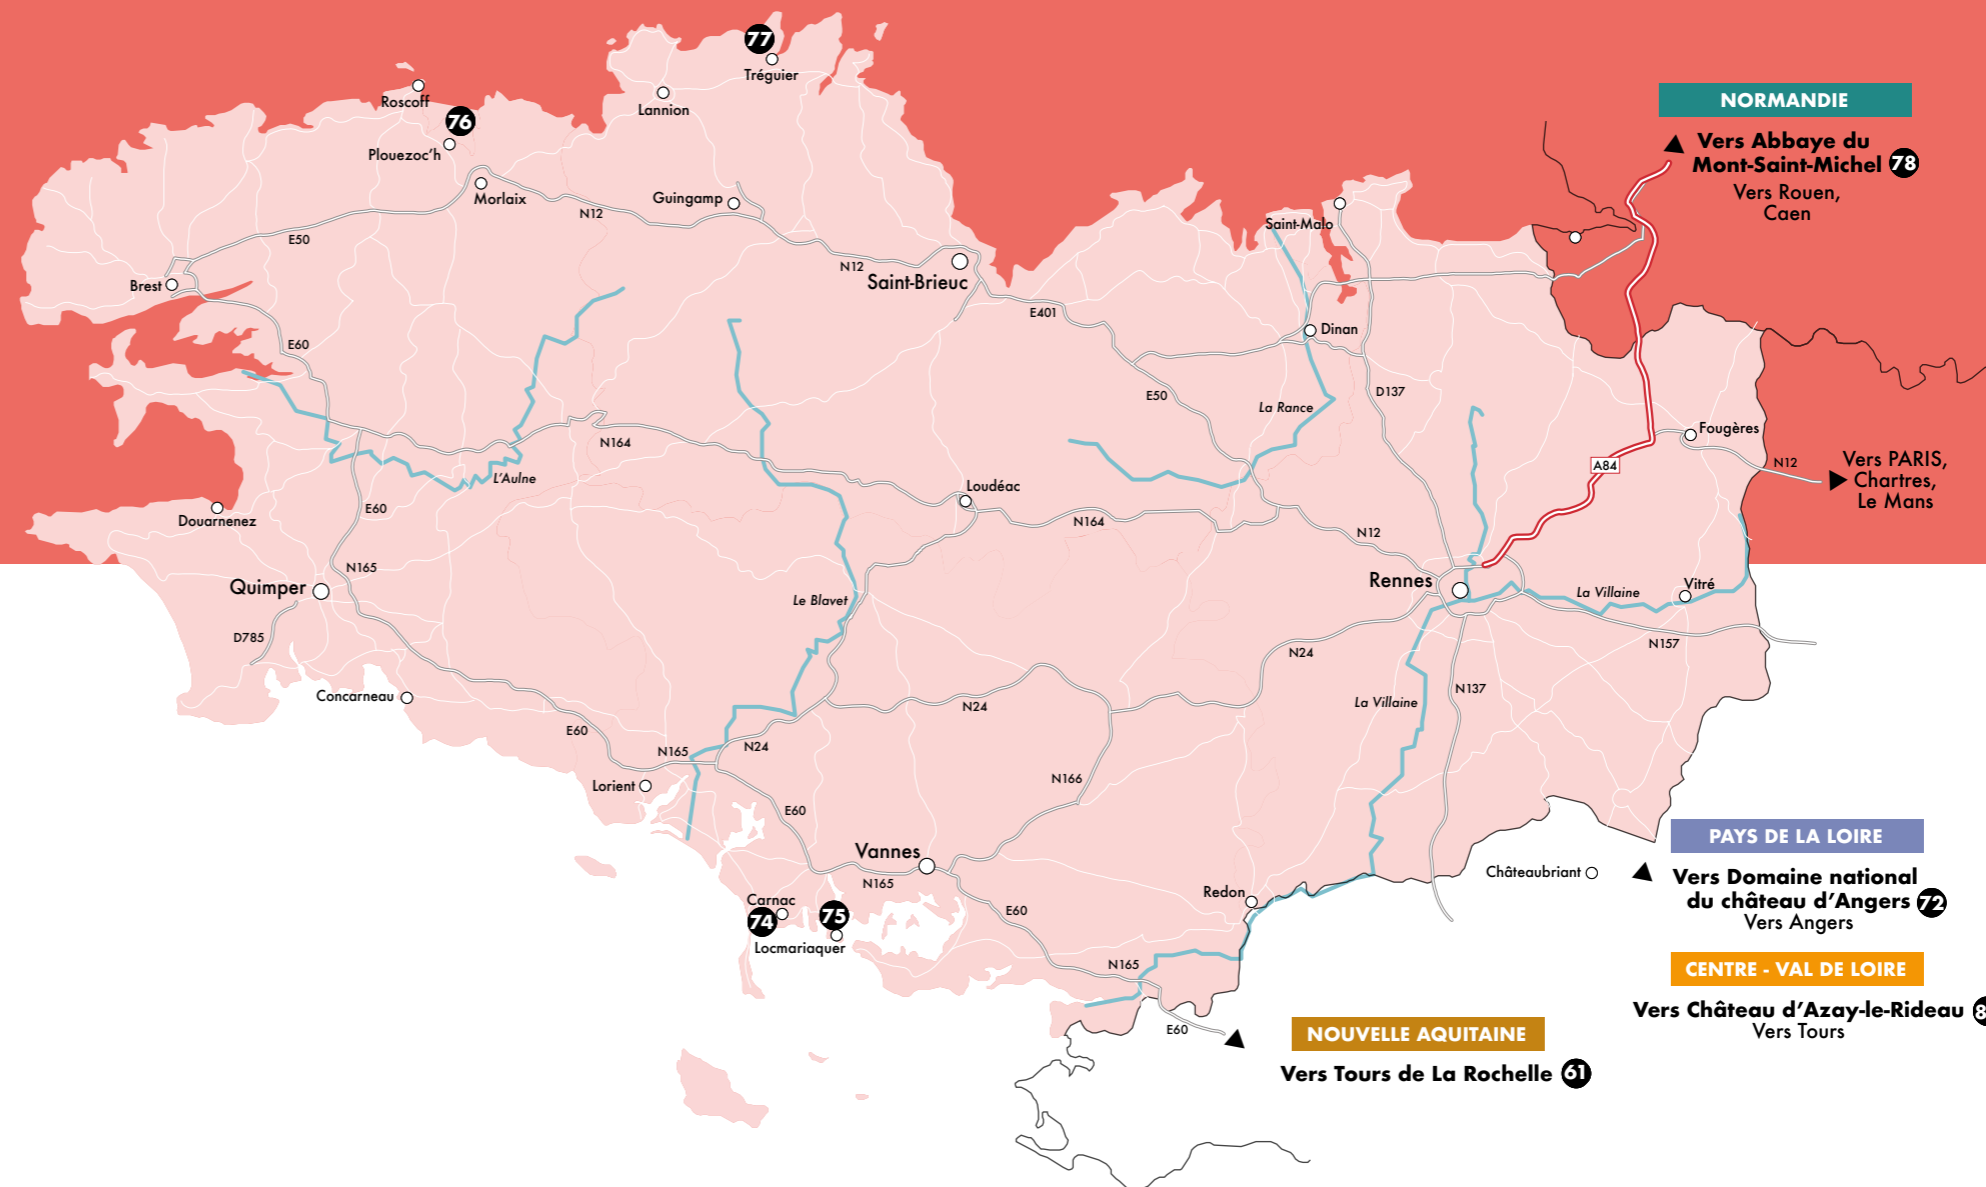 77
Tréguier
Roscoff
Lannion
76
Plouezoc’h
Morlaix
Guingamp
N12
E50
N12
Saint-Brieuc
Brest
E60
E401
Saint-Malo
Dinan
NORMANDIE
Vers Abbaye du
Mont-Saint-Michel 78
Vers Rouen,
Caen
D137
E50
La Rance
Fougères
N12
Vers PARIS,
Chartres,
Le Mans
A84
N164
L’Aulne
Loudéac
N164
N12
E60
Douarnenez
N165
Quimper
D785
Le Blavet
Rennes
La Villaine
Vitré
N157
N24
Concarneau
E60
N165
N24
N24
La Villaine
N137
Lorient
E60
N166
Vannes
N165
Carnac
74
75
Locmariaquer
E60
Redon
Châteaubriant
N165
E60
PAYS DE LA LOIRE
Vers Domaine national
du château d’Angers 72
Vers Angers
CENTRE - VAL DE LOIRE
Vers Château d’Azay-le-Rideau
Vers Tours
NOUVELLE AQUITAINE
Vers Tours de La Rochelle 61